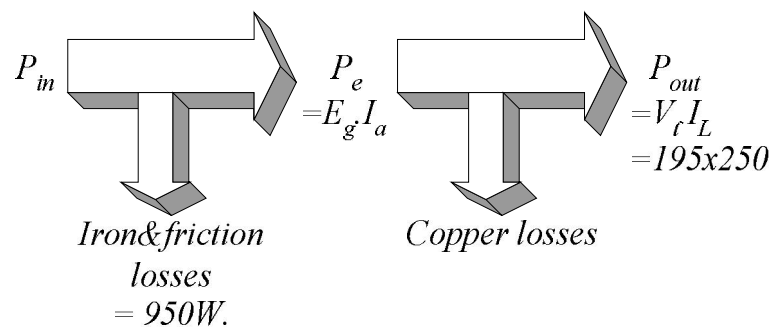 P_in
P_e
=E_g.I_a
P_out
=V_t I_L
=195x250
Iron&friction
losses
= 950W.
Copper losses